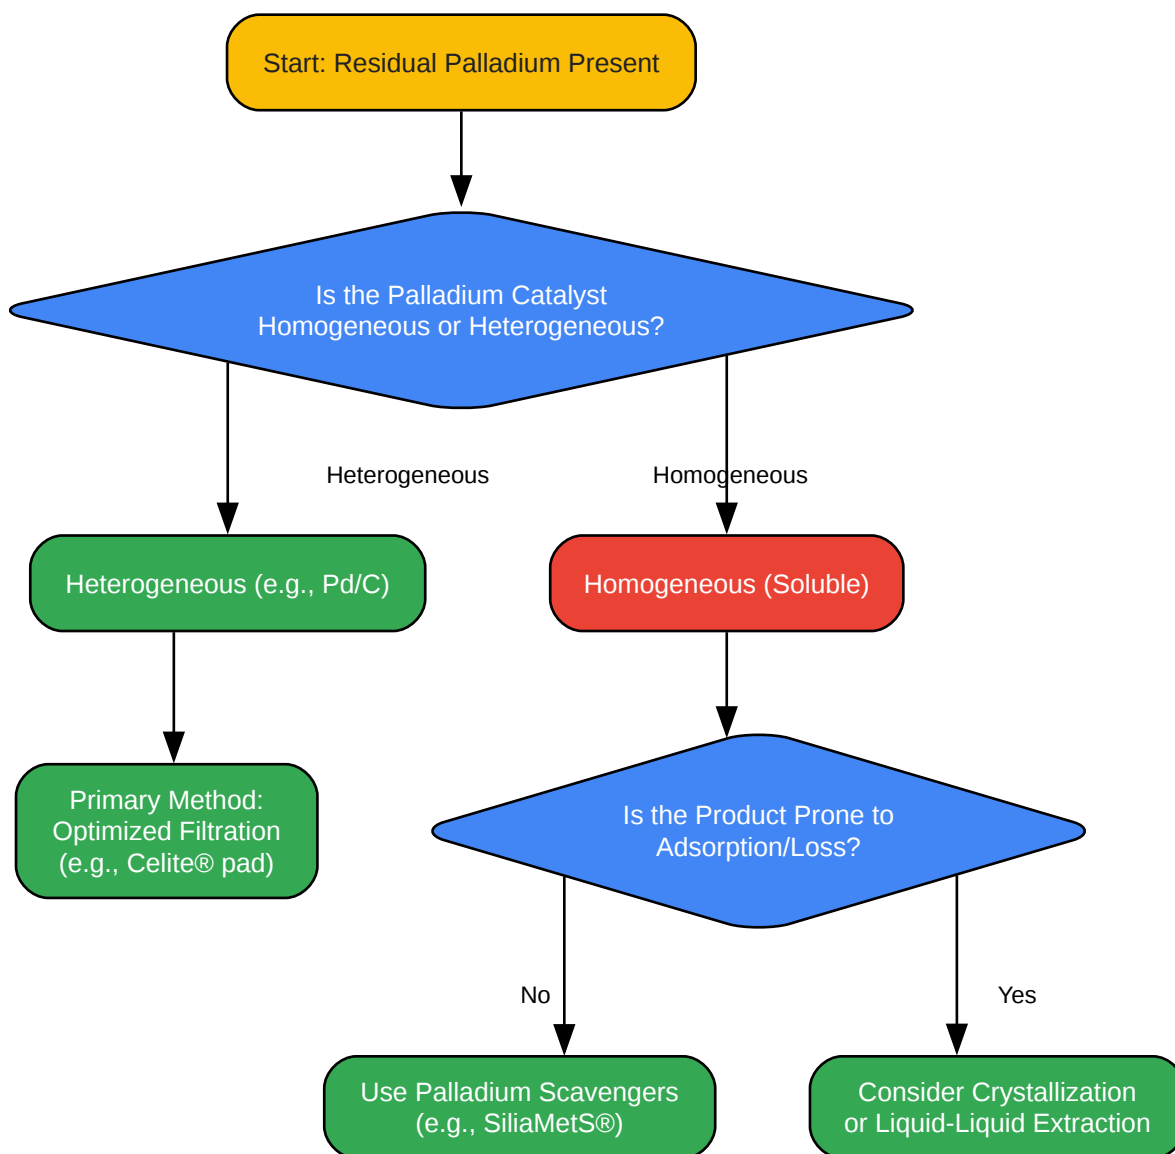 Start: Residual Palladium Present
Is the Palladium Catalyst
Homogeneous or Heterogeneous?
Heterogeneous
Homogeneous
Heterogeneous (e.g., Pd/C)
Homogeneous (Soluble)
Primary Method:
Optimized Filtration
(e.g., Celite® pad)
Is the Product Prone to
Adsorption/Loss?
No
Yes
Use Palladium Scavengers
(e.g., SiliaMetS®)
Consider Crystallization
or Liquid-Liquid Extraction